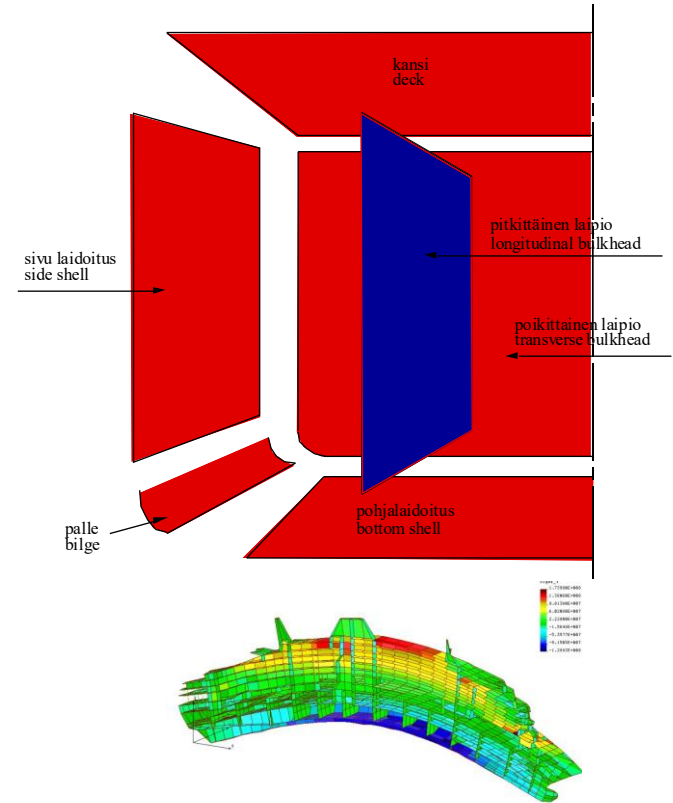 kansi
deck
pitkittäinen laipio
longitudinal bulkhead
sivu laidoitus
side shell
poikittainen laipio
transverse bulkhead
pohjalaidoitus
bottom shell
palle
bilge